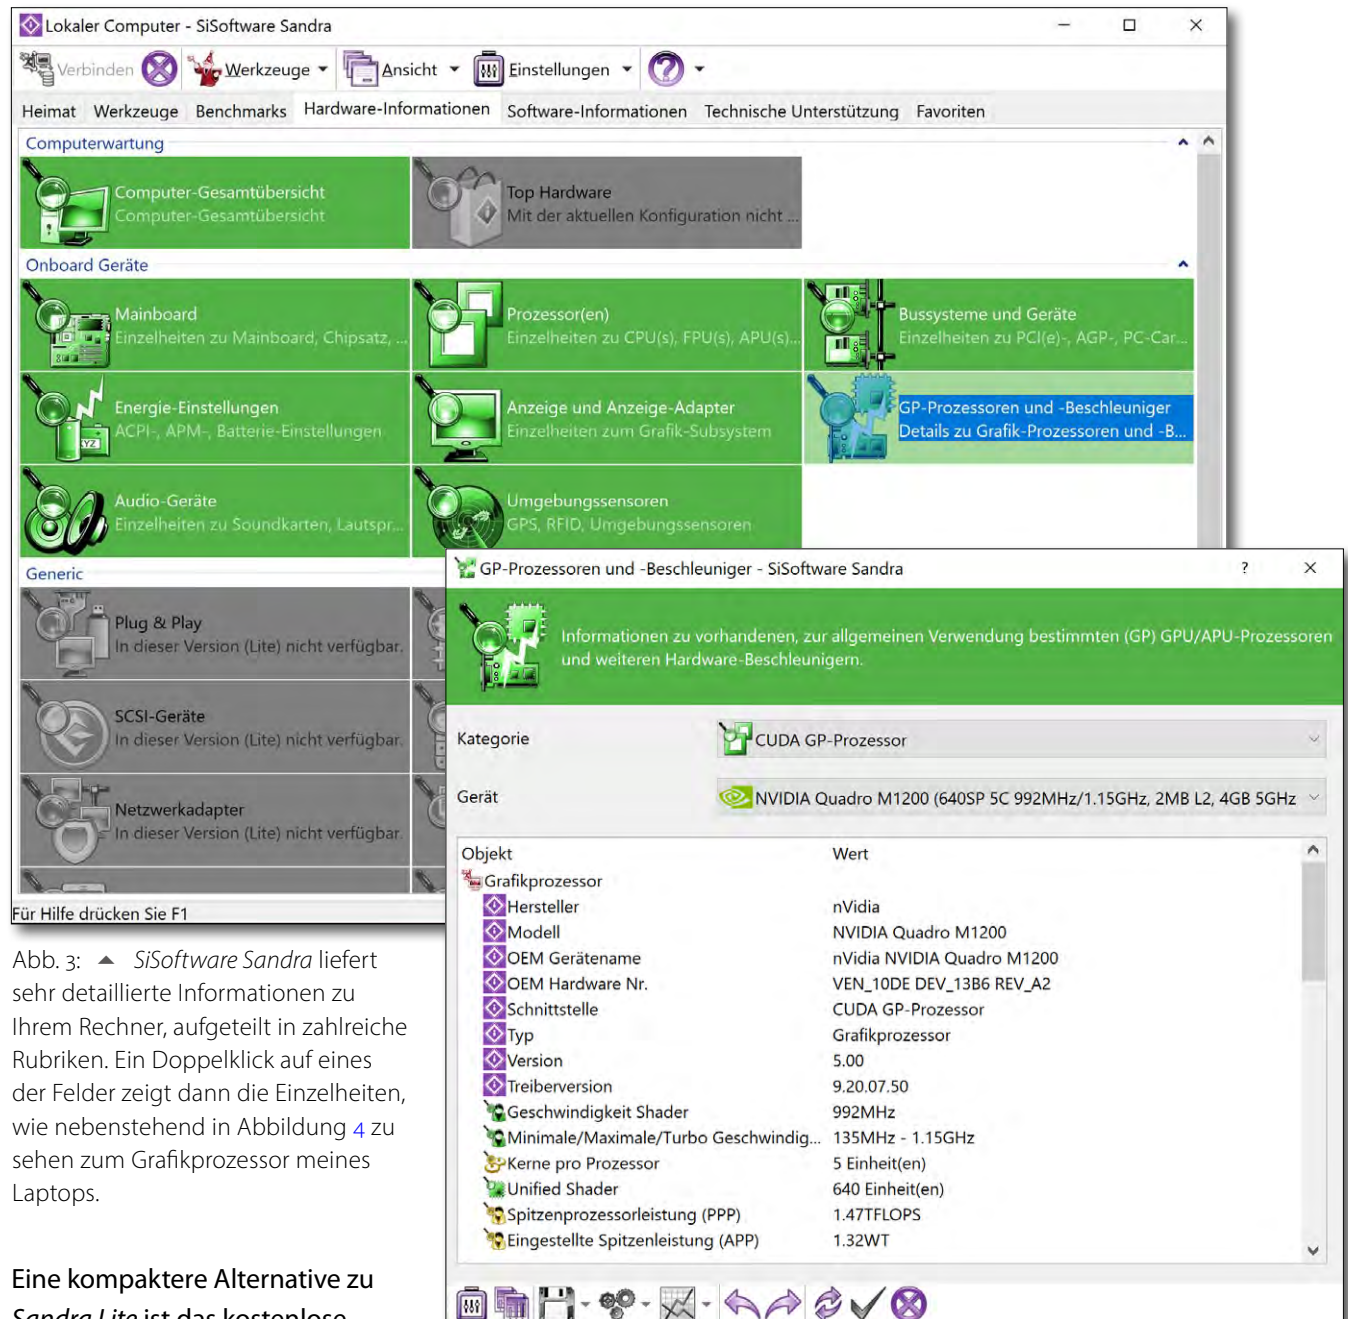 Lokaler Computer - SiSoftware Sandra
Verbinden Werkzeuge Ansicht Einstellungen
Heimat Werkzeuge Benchmarks Hardware-Informationen Software-Informationen Technische Unterstützung Favoriten
Computerwartung
Computer-Gesamtübersicht
Computer-Gesamtübersicht
Top Hardware
Mit der aktuellen Konfiguration nicht ...
Onboard Geräte
Mainboard
Einzelheiten zu Mainboard, Chipsatz, ...
Prozessor(en)
Einzelheiten zu CPU(s), FPU(s), APU(s)...
Bussysteme und Geräte
Einzelheiten zu PCI(e)-, AGP-, PC-Car...
Energie-Einstellungen
ACPI-, APM-, Batterie-Einstellungen
Anzeige und Anzeige-Adapter
Einzelheiten zum Grafik-Subsystem
GP-Prozessoren und -Beschleuniger
Details zu Grafik-Prozessoren und -B...
Audio-Geräte
Einzelheiten zu Soundkarten, Lautspr...
Umgebungssensoren
GPS, RFID, Umgebungssensoren
Generic
Plug & Play
In dieser Version (Lite) nicht verfügbar.
SCSI-Geräte
In dieser Version (Lite) nicht verfügbar.
Netzwerkadapter
In dieser Version (Lite) nicht verfügbar.
Für Hilfe drücken Sie F1
GP-Prozessoren und -Beschleuniger - SiSoftware Sandra
Informationen zu vorhandenen, zur allgemeinen Verwendung bestimmten (GP) GPU/APU-Prozessoren
und weiteren Hardware-Beschleunigern.
Kategorie CUDA GP-Prozessor
Gerät NVIDIA Quadro M1200 (640SP 5C 992MHz/1.15GHz, 2MB L2, 4GB 5GHz
Objekt Wert
Grafikprozessor
Hersteller nVidia
Modell NVIDIA Quadro M1200
OEM Gerätename nVidia NVIDIA Quadro M1200
OEM Hardware Nr. VEN_10DE DEV_13B6 REV_A2
Schnittstelle CUDA GP-Prozessor
Typ Grafikprozessor
Version 5.00
Treiberversion 9.20.07.50
Geschwindigkeit Shader 992MHz
Minimale/Maximale/Turbo Geschwindig... 135MHz - 1.15GHz
Kerne pro Prozessor 5 Einheit(en)
Unified Shader 640 Einheit(en)
Spitzenprozessorleistung (PPP) 1.47TFLOPS
Eingestellte Spitzenleistung (APP) 1.32WT
Abb. 3: ▲ SiSoftware Sandra liefert
sehr detaillierte Informationen zu
Ihrem Rechner, aufgeteilt in zahlreiche
Rubriken. Ein Doppelklick auf eines
der Felder zeigt dann die Einzelheiten,
wie nebenstehend in Abbildung 4 zu
sehen zum Grafikprozessor meines
Laptops.
Eine kompaktere Alternative zu
Sandra Lite ist das kostenlose